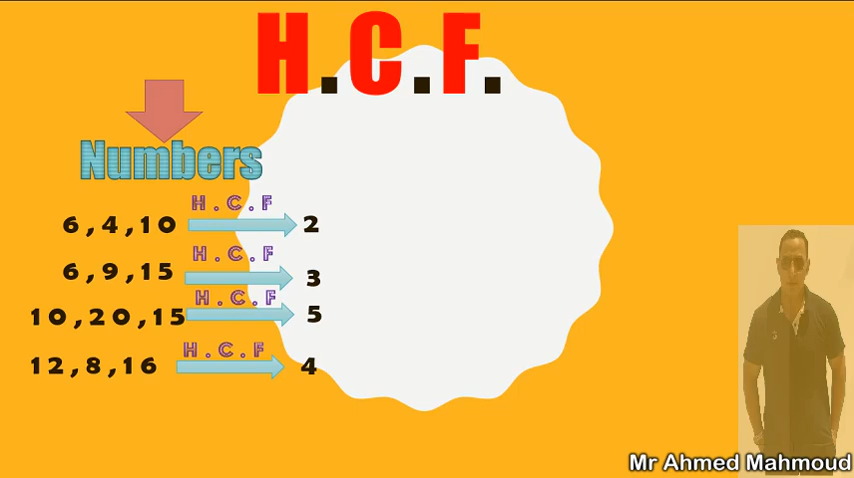 H.C.F.
Numbers
H.C.F
6,4,10 2
H.C.F
6,9,15 3
H.C.F
10,20,15 5
H.C.F
12,8,16 4
Mr Ahmed Mahmoud